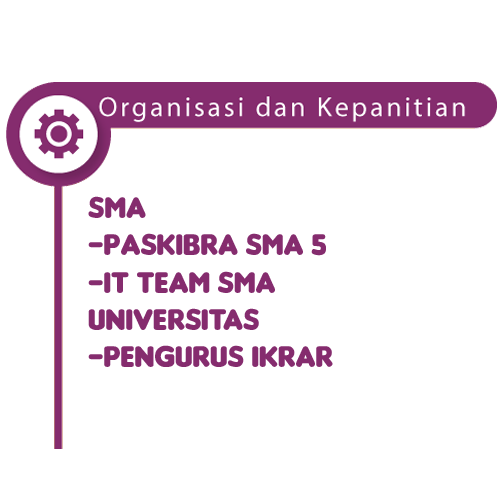 Organisasi dan Kepanitian
SMA
-PASKIBRA SMA 5
-IT TEAM SMA
UNIVERSITAS
-PENGURUS IKRAR